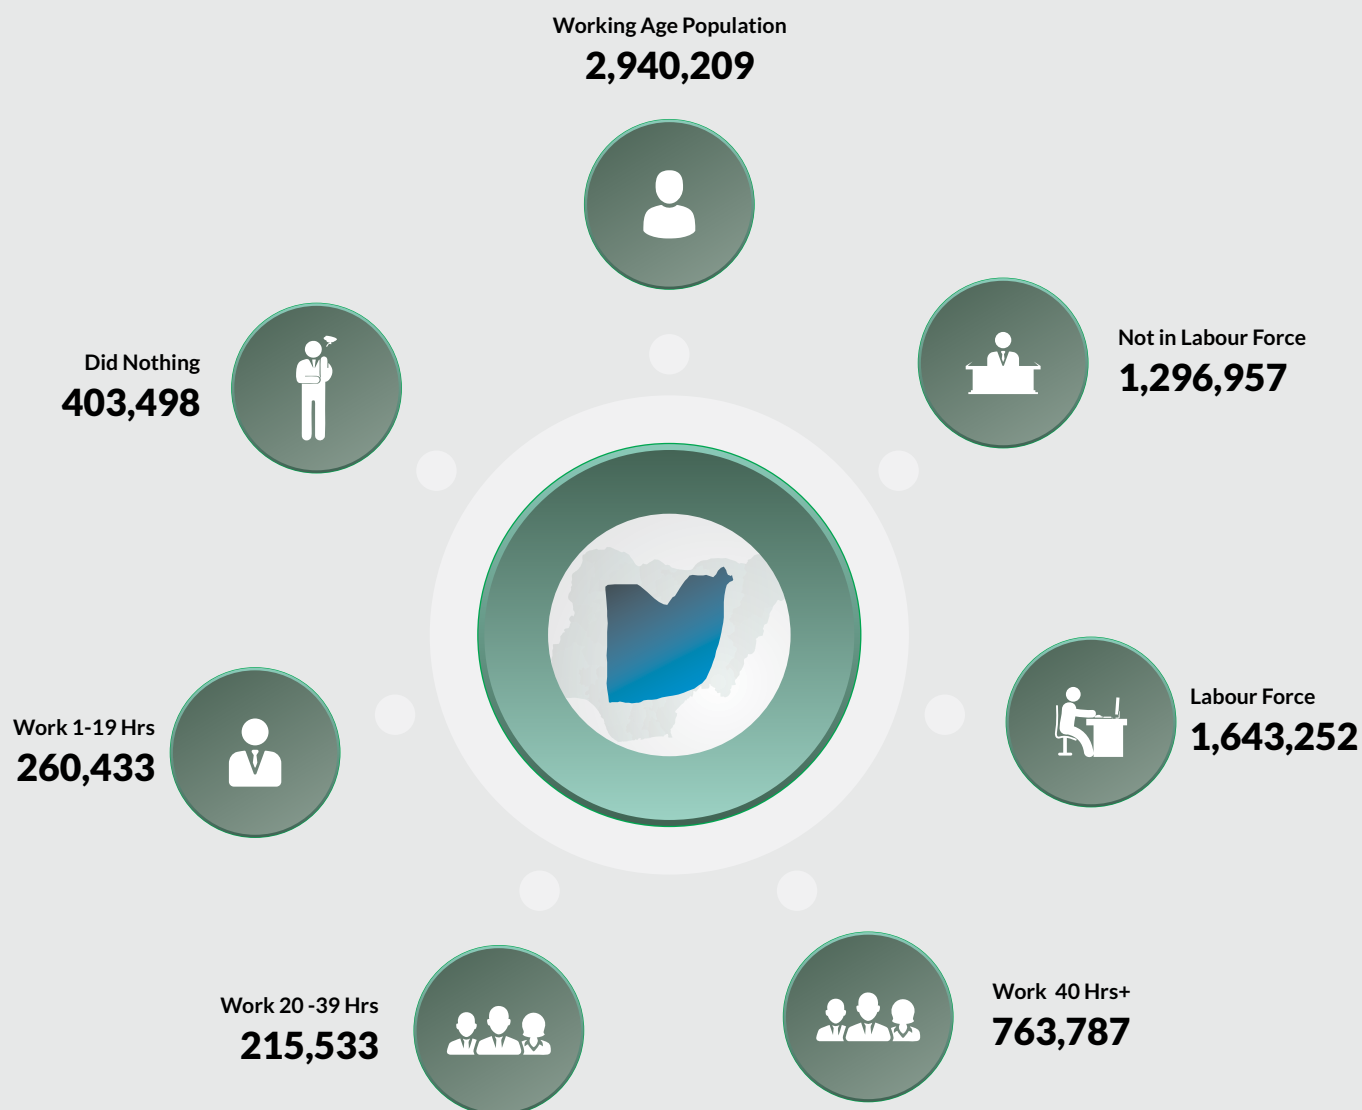 Working Age Population
2,940,209
Not in Labour Force
1,296,957
Did Nothing
403,498
Labour Force
1,643,252
Work 1-19 Hrs
260,433
Work 40 Hrs+
763,787
Work 20 -39 Hrs
215,533